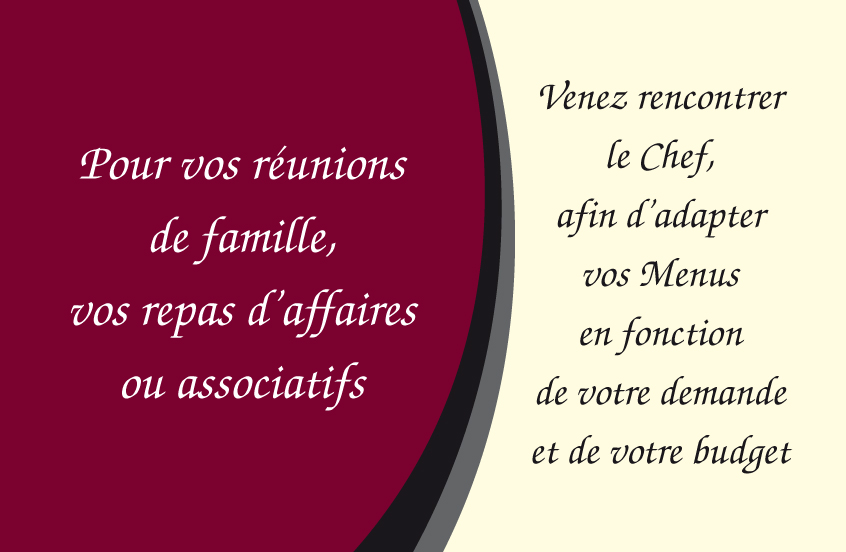 Pour vos réunions
de famille,
vos repas d’affaires
ou associatifs
Venez rencontrer
le Chef,
afin d’adapter
vos Menus
en fonction
de votre demande
et de votre budget